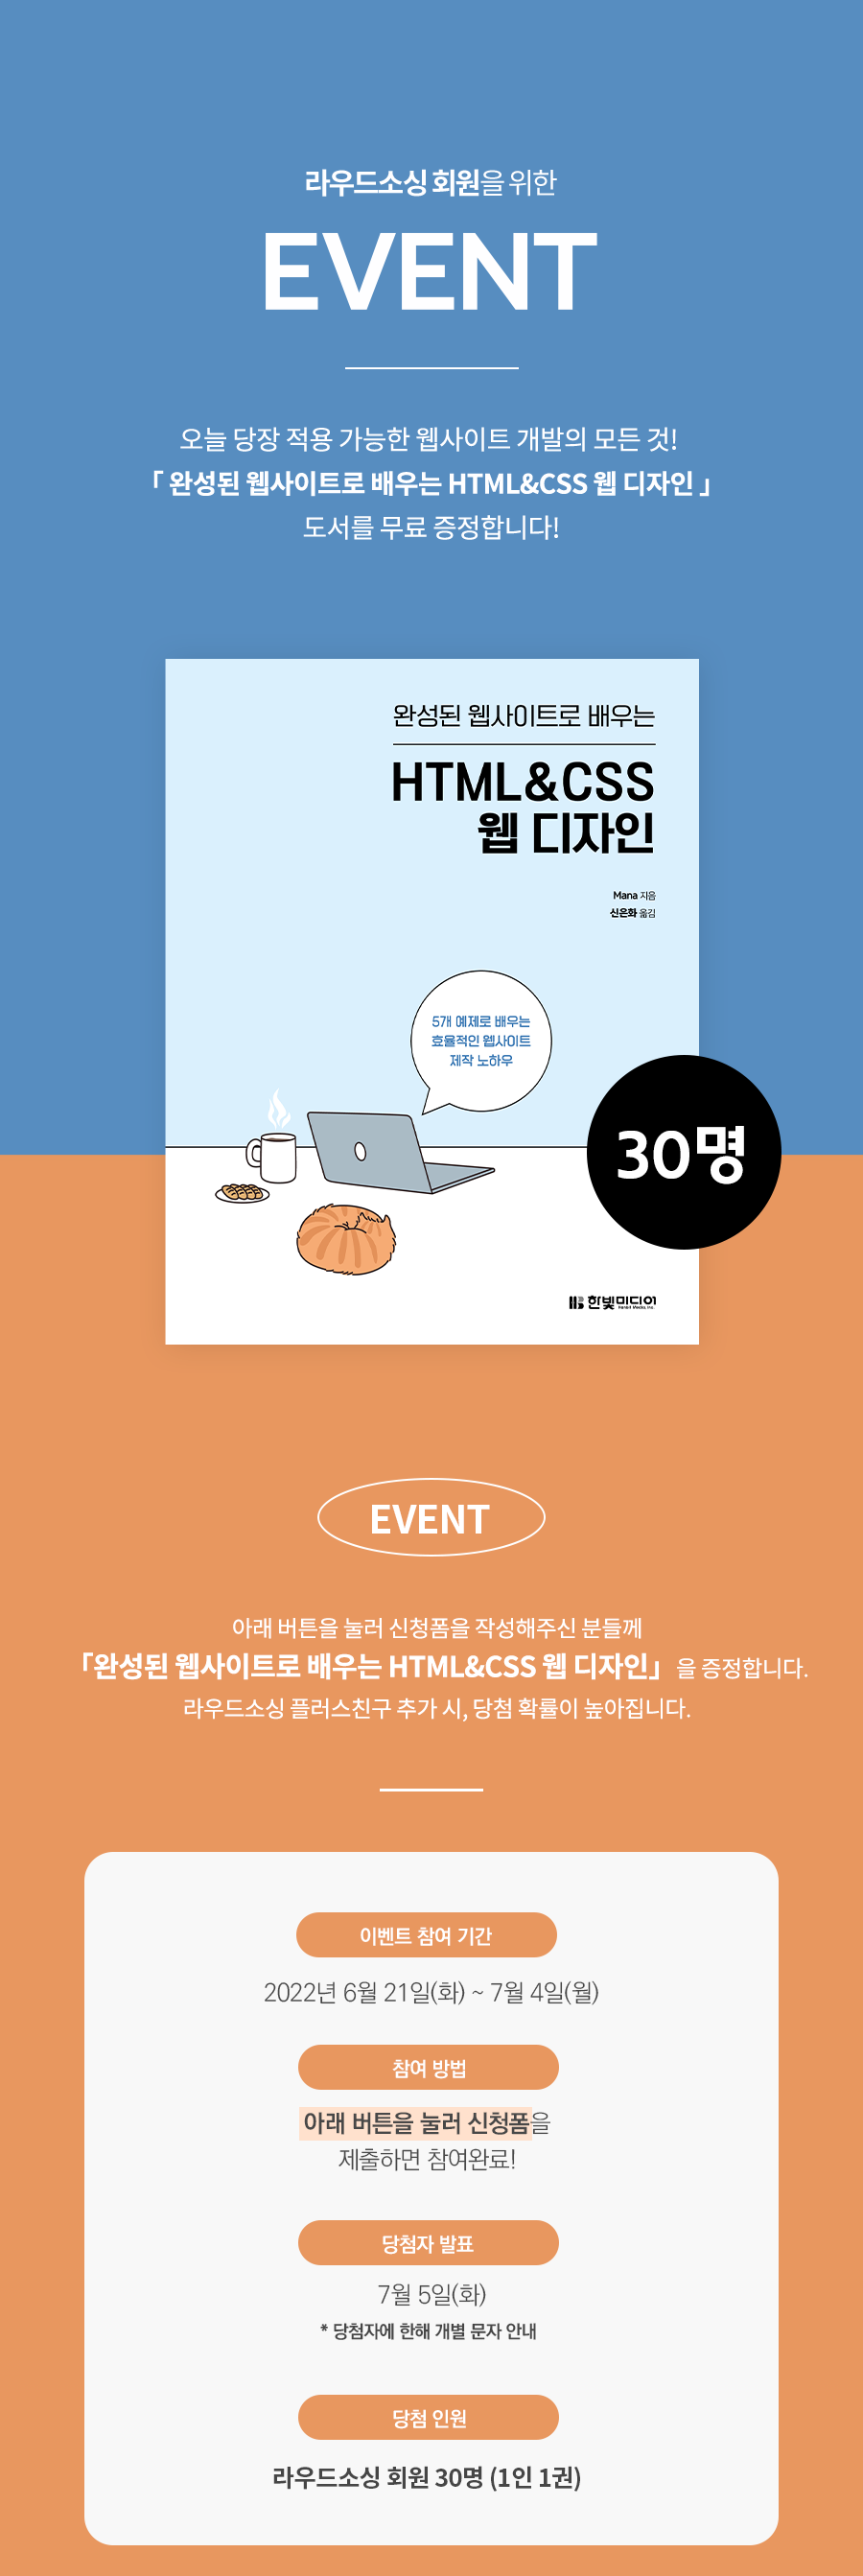 라우드소싱 회원을 위한
EVENT
오늘 당장 적용 가능한 웹사이트 개발의 모든 것!
「 완성된 웹사이트로 배우는 HTML&CSS 웹 디자인 」
도서를 무료 증정합니다!
완성된 웹사이트로 배우는
HTML&CSS
웹 디자인
Mana 지음
신은화 옮김
5개 예제로 배우는
효율적인 웹사이트
제작 노하우
30명
한빛미디어
Hanbit Media, Inc.
EVENT
아래 버튼을 눌러 신청폼을 작성해주신 분들께
「완성된 웹사이트로 배우는 HTML&CSS 웹 디자인」 을 증정합니다.
라우드소싱 플러스친구 추가 시, 당첨 확률이 높아집니다.
이벤트 참여 기간
2022년 6월 21일(화) ~ 7월 4일(월)
참여 방법
아래 버튼을 눌러 신청폼을
제출하면 참여완료!
당첨자 발표
7월 5일(화)
* 당첨자에 한해 개별 문자 안내
당첨 인원
라우드소싱 회원 30명 (1인 1권)